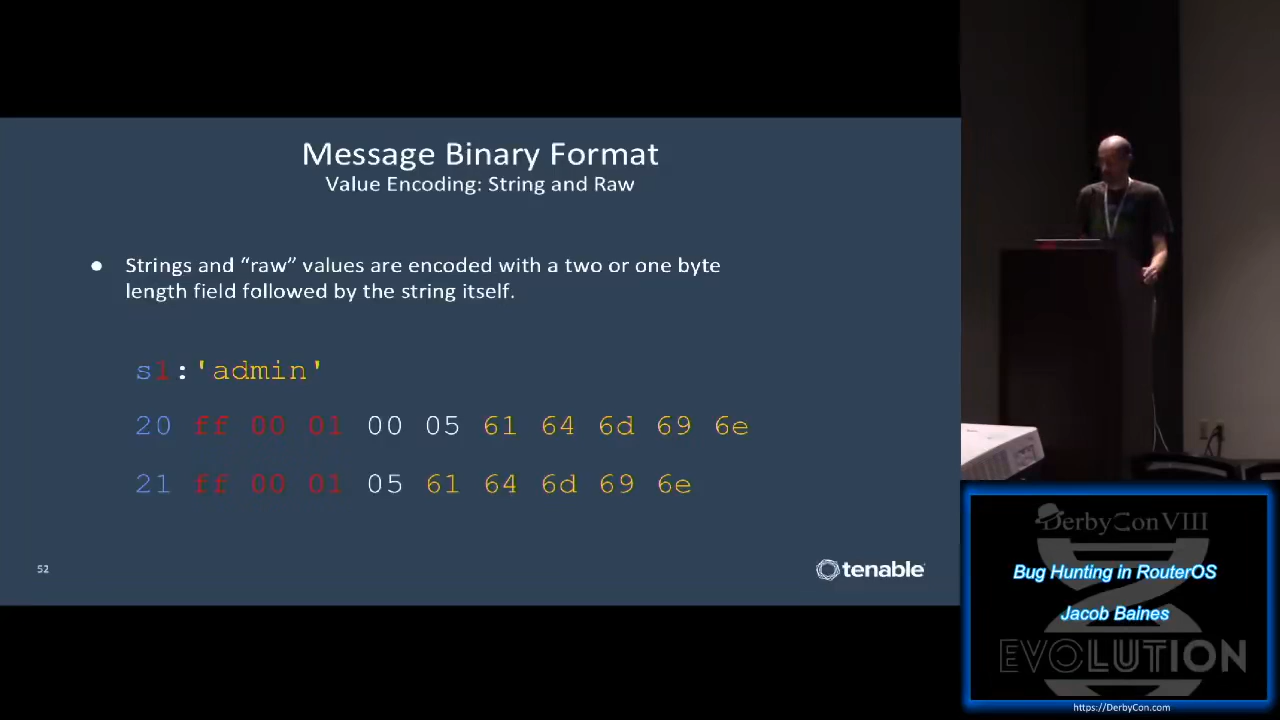 Message Binary Format
Value Encoding: String and Raw
● Strings and “raw” values are encoded with a two or one byte
length field followed by the string itself.
s1:'admin'
20 ff 00 01 00 05 61 64 6d 69 6e
21 ff 00 01 05 61 64 6d 69 6e
52
tenable
DerbyCon VIII
Bug Hunting in RouterOS
Jacob Baines
EVOLUTION
https://DerbyCon.com